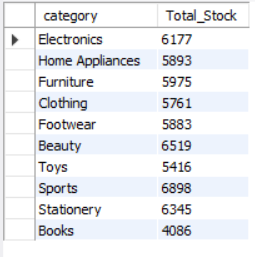 category Total_Stock
Electronics 6177
Home Appliances 5893
Furniture 5975
Clothing 5761
Footwear 5883
Beauty 6519
Toys 5416
Sports 6898
Stationery 6345
Books 4086